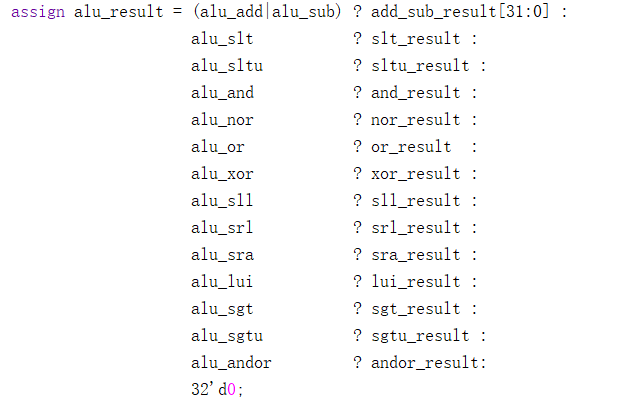 assign alu_result = (alu_add|alu_sub) ? add_sub_result[31:0] :
alu_slt ? slt_result :
alu_sltu ? sltu_result :
alu_and ? and_result :
alu_nor ? nor_result :
alu_or ? or_result :
alu_xor ? xor_result :
alu_sll ? sll_result :
alu_srl ? srl_result :
alu_sra ? sra_result :
alu_lui ? lui_result :
alu_sgt ? sgt_result :
alu_sgtu ? sgtu_result :
alu_andor ? andor_result:
32'd0;